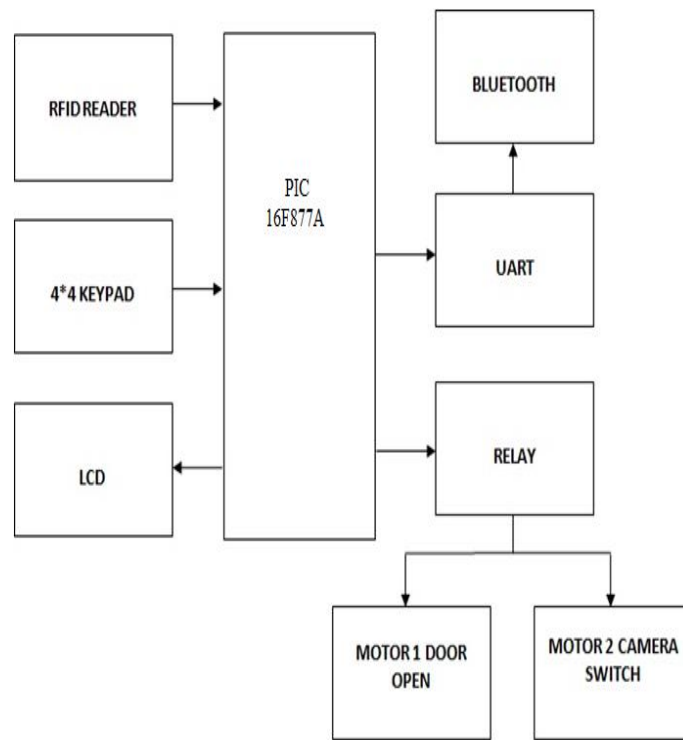 RFID READER
BLUETOOTH
PIC
16F877A
4*4 KEYPAD
UART
LCD
RELAY
MOTOR 1 DOOR
OPEN
MOTOR 2 CAMERA
SWITCH